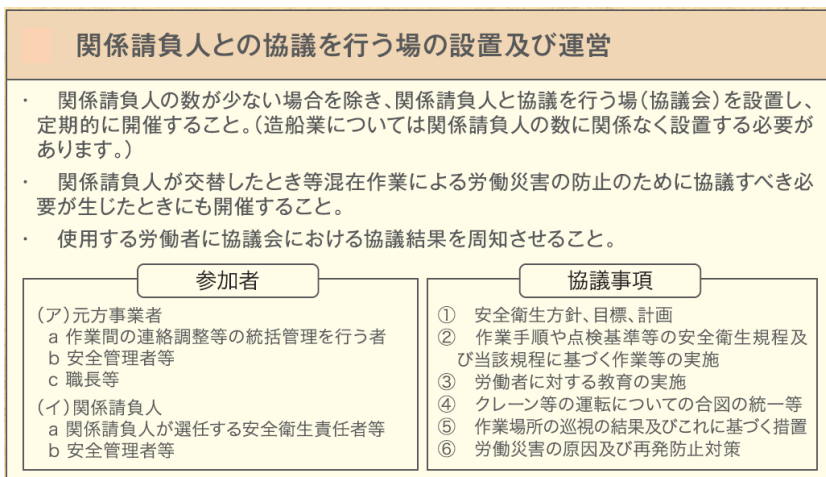 関係請負人との協議を行う場の設置及び運営
・ 関係請負人の数が少ない場合を除き、関係請負人と協議を行う場（協議会）を設置し、
定期的に開催すること。（造船業については関係請負人の数に関係なく設置する必要が
あります。）
・ 関係請負人が交替したとき等混在作業による労働災害の防止のために協議すべき必
要が生じたときにも開催すること。
・ 使用する労働者に協議会における協議結果を周知させること。
参加者
（ア）元方事業者
a 作業間の連絡調整等の統括管理を行う者
b 安全管理者等
c 職長等
（イ）関係請負人
a 関係請負人が選任する安全衛生責任者等
b 安全管理者等
協議事項
① 安全衛生方針、目標、計画
② 作業手順や点検基準等の安全衛生規程及
び当該規程に基づく作業等の実施
③ 労働者に対する教育の実施
④ クレーン等の運転についての合図の統一等
⑤ 作業場所の巡視の結果及びこれに基づく措置
⑥ 労働災害の原因及び再発防止対策